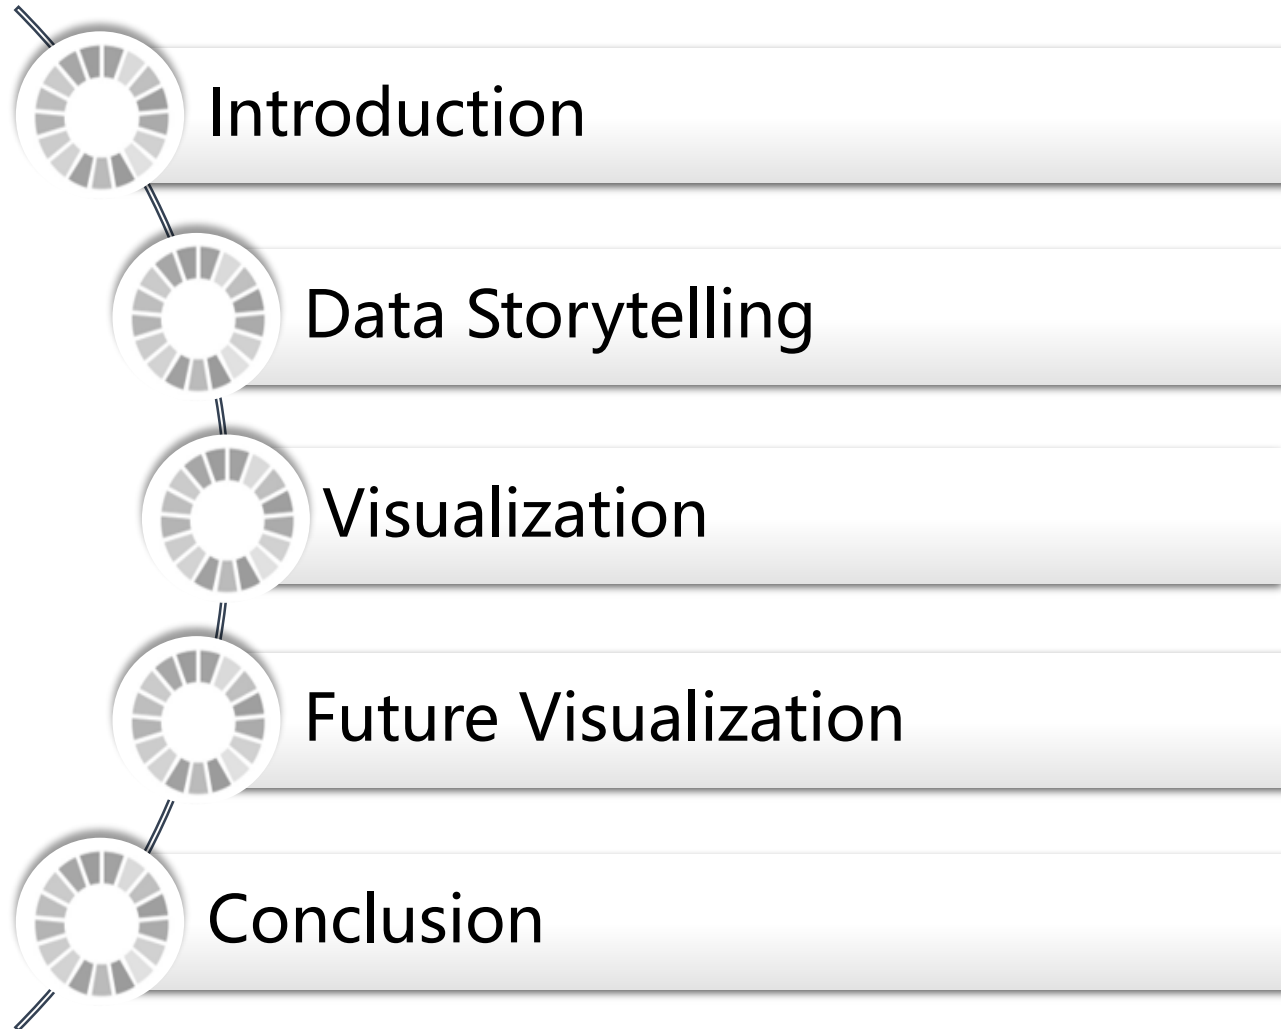 Introduction
Data Storytelling
Visualization
Future Visualization
Conclusion